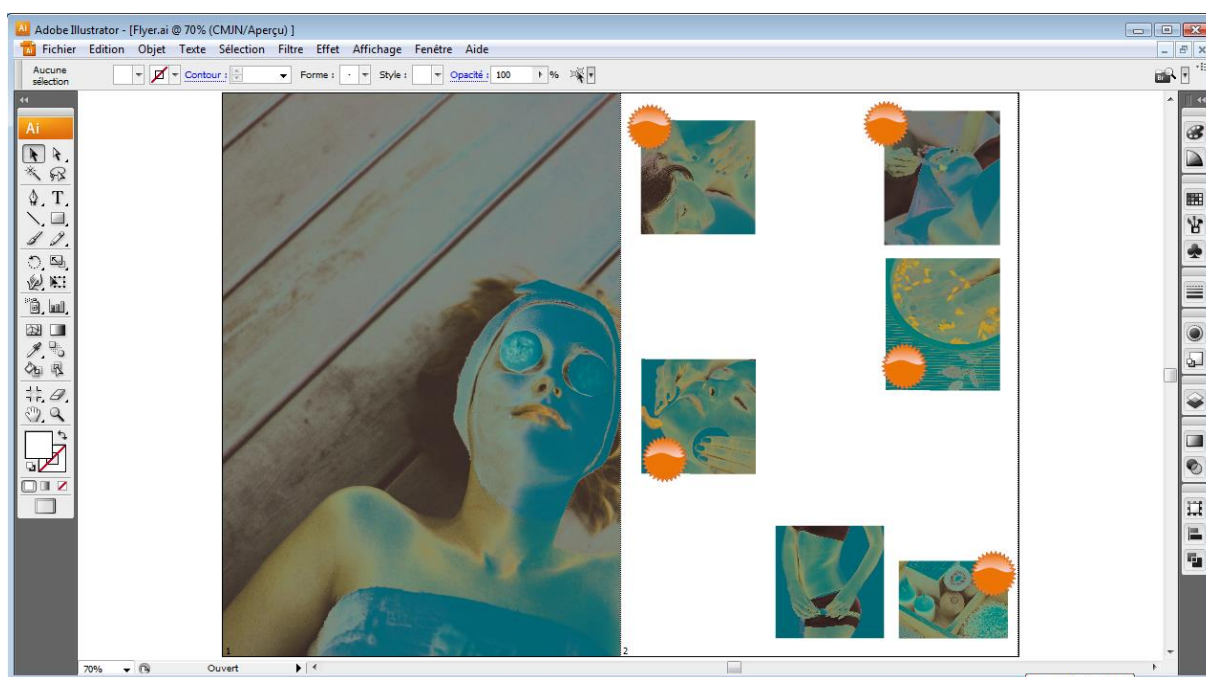 Adobe Illustrator - [Flyer.ai @ 70% (CMJN/Aperçu) ]
Fichier Edition Objet Texte Sélection Filtre Effet Affichage Fenêtre Aide
Aucune sélection Contour : Forme : Style : Opacité : 100 %
Ai
1
2
70% Ouvert